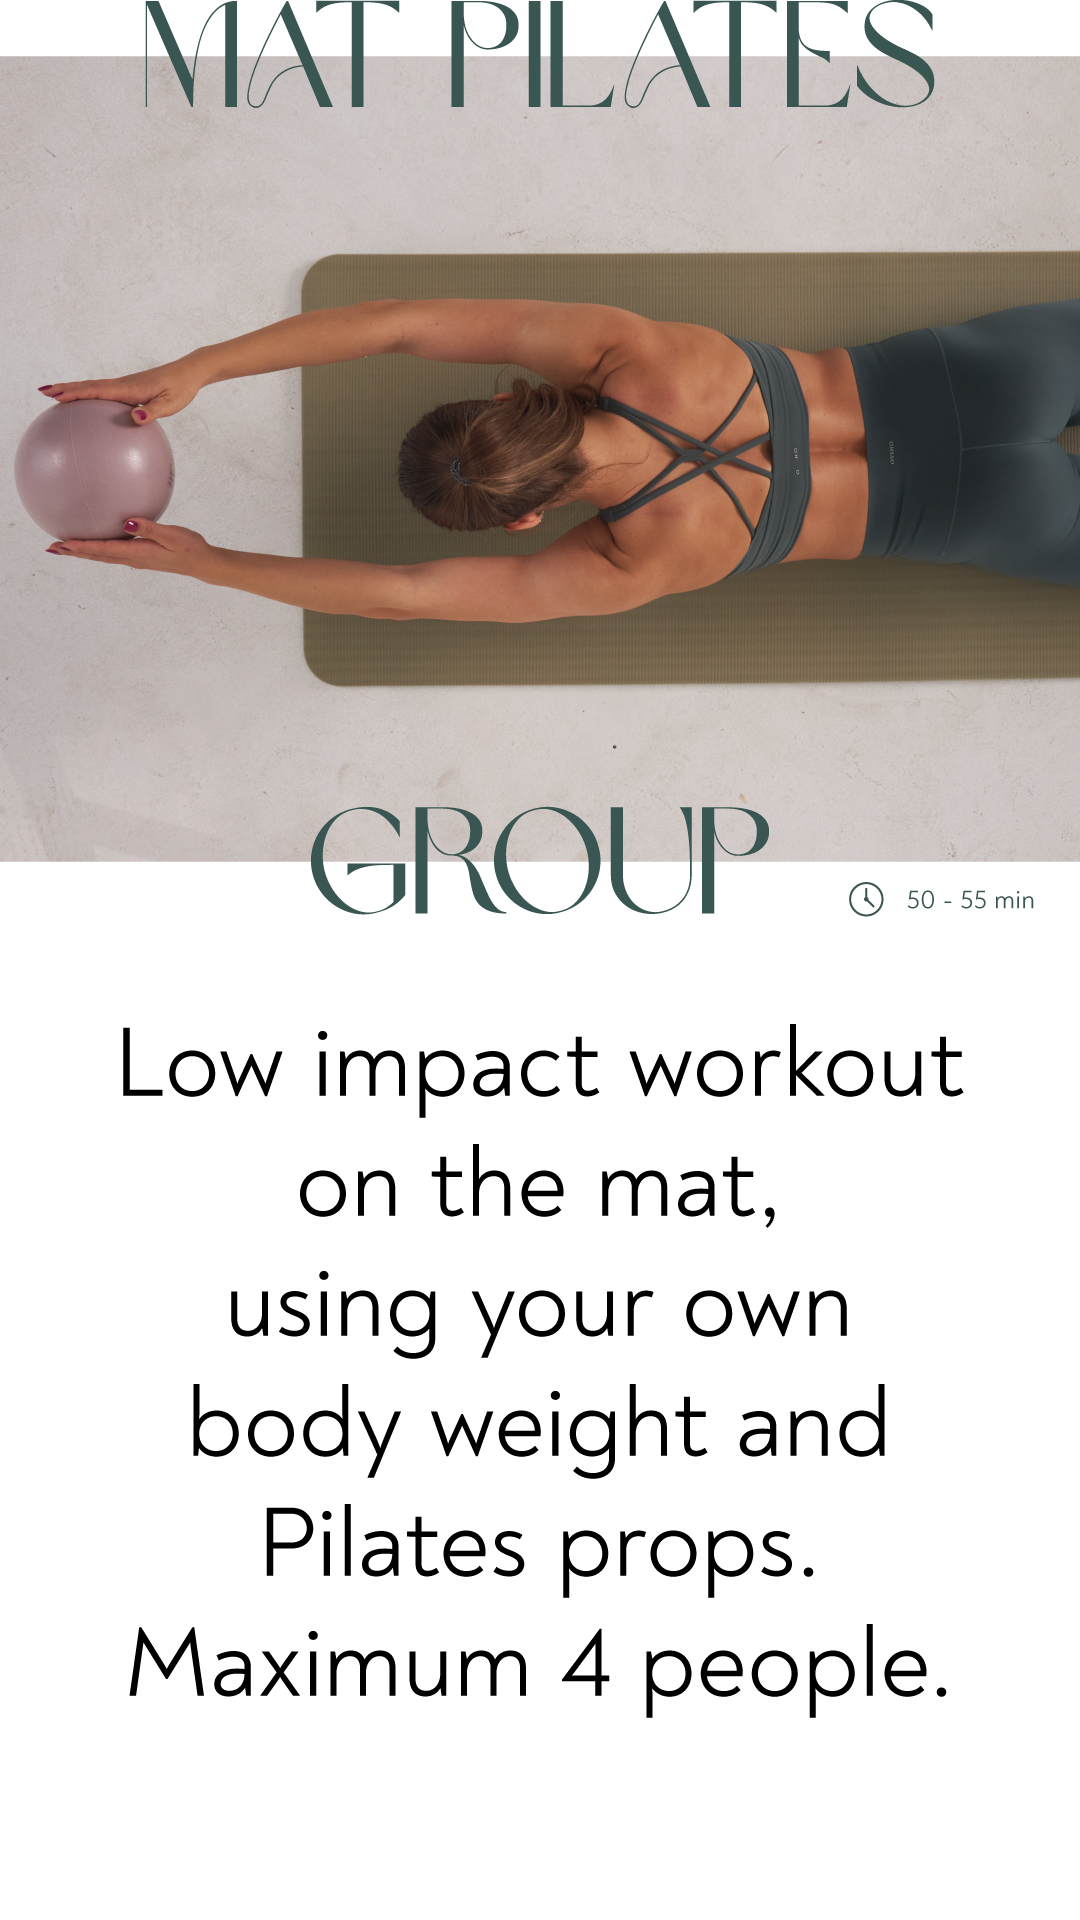 MAT PILATES
GROUP
50 - 55 min
Low impact workout
on the mat,
using your own
body weight and
Pilates props.
Maximum 4 people.